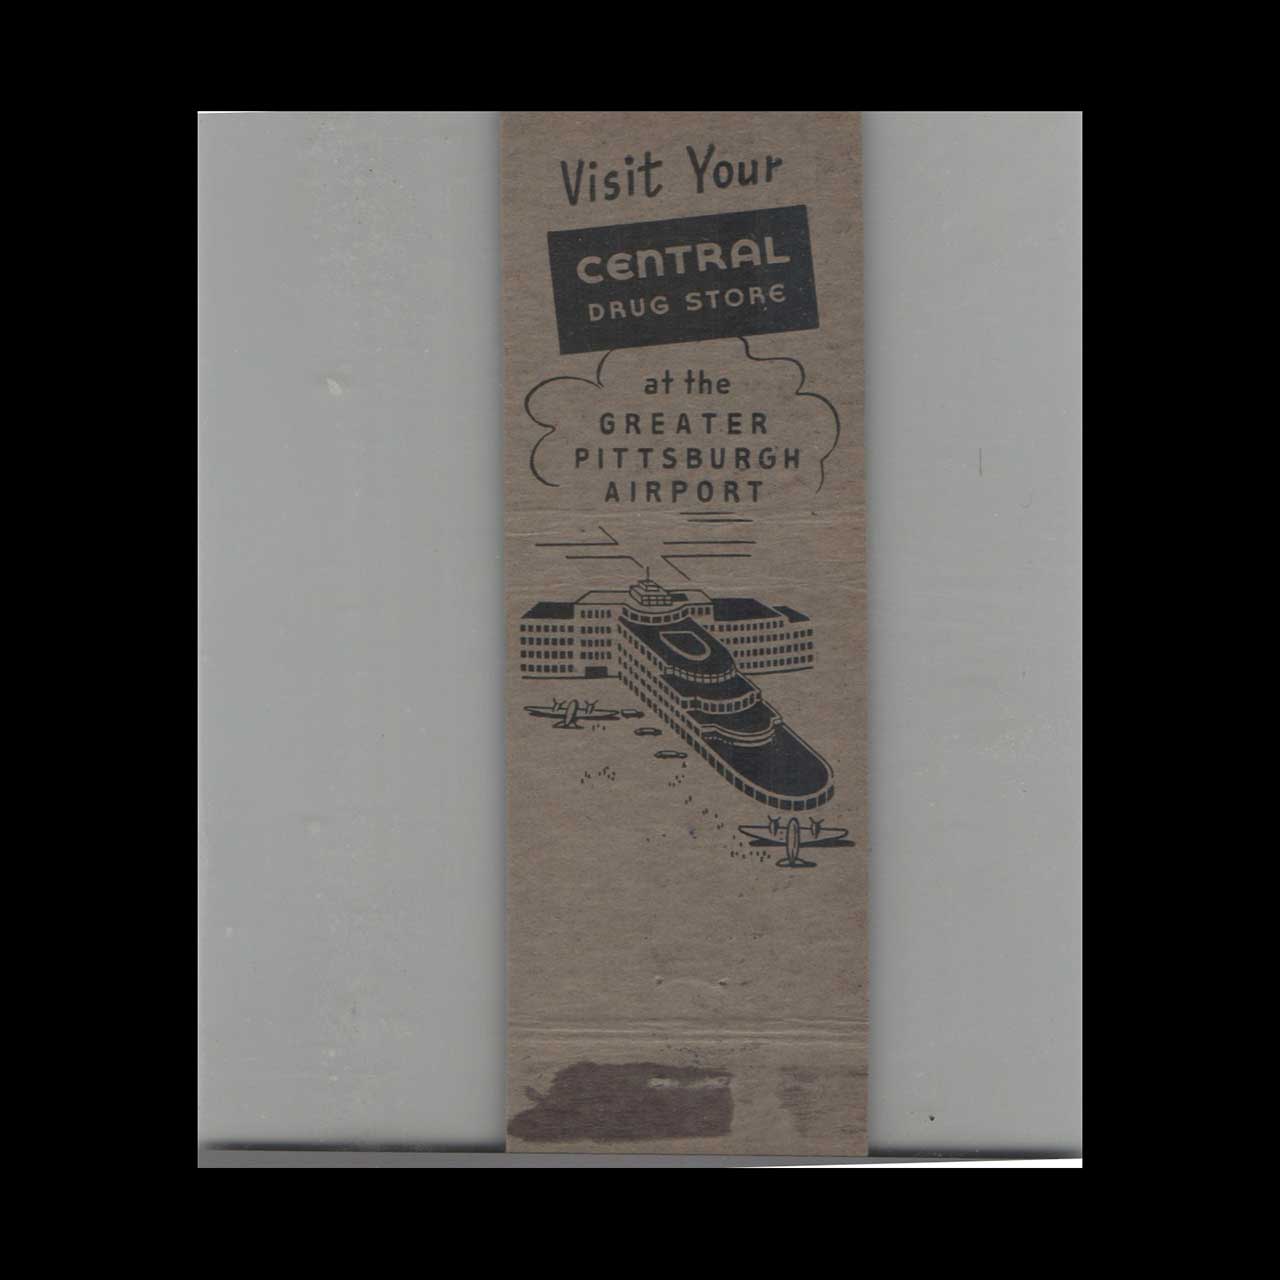 Visit Your
CENTRAL
DRUG STORE
at the
GREATER
PITTSBURGH
AIRPORT